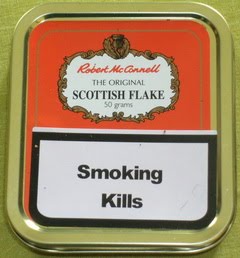 Robert McConnell
THE ORIGINAL
SCOTTISH FLAKE
50 grams
Smoking
Kills